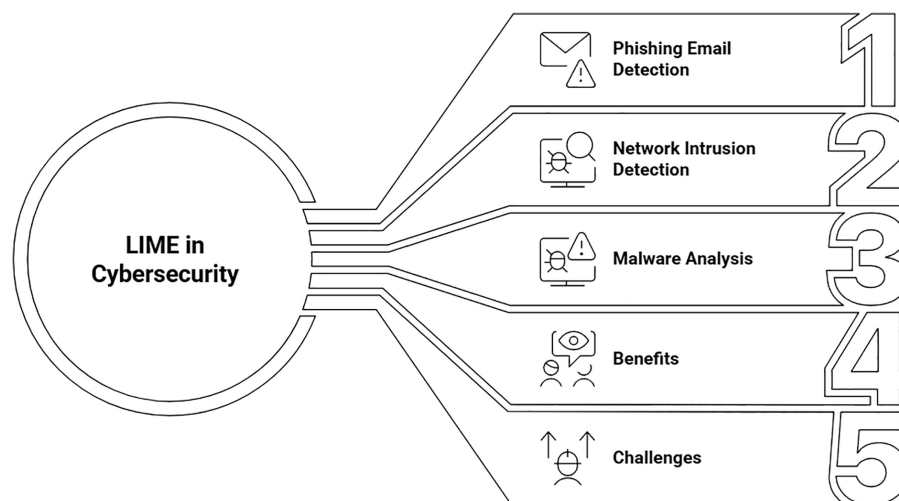 LIME in
Cybersecurity
Phishing Email
Detection
1
Network Intrusion
Detection
2
Malware Analysis
3
Benefits
4
Challenges
5